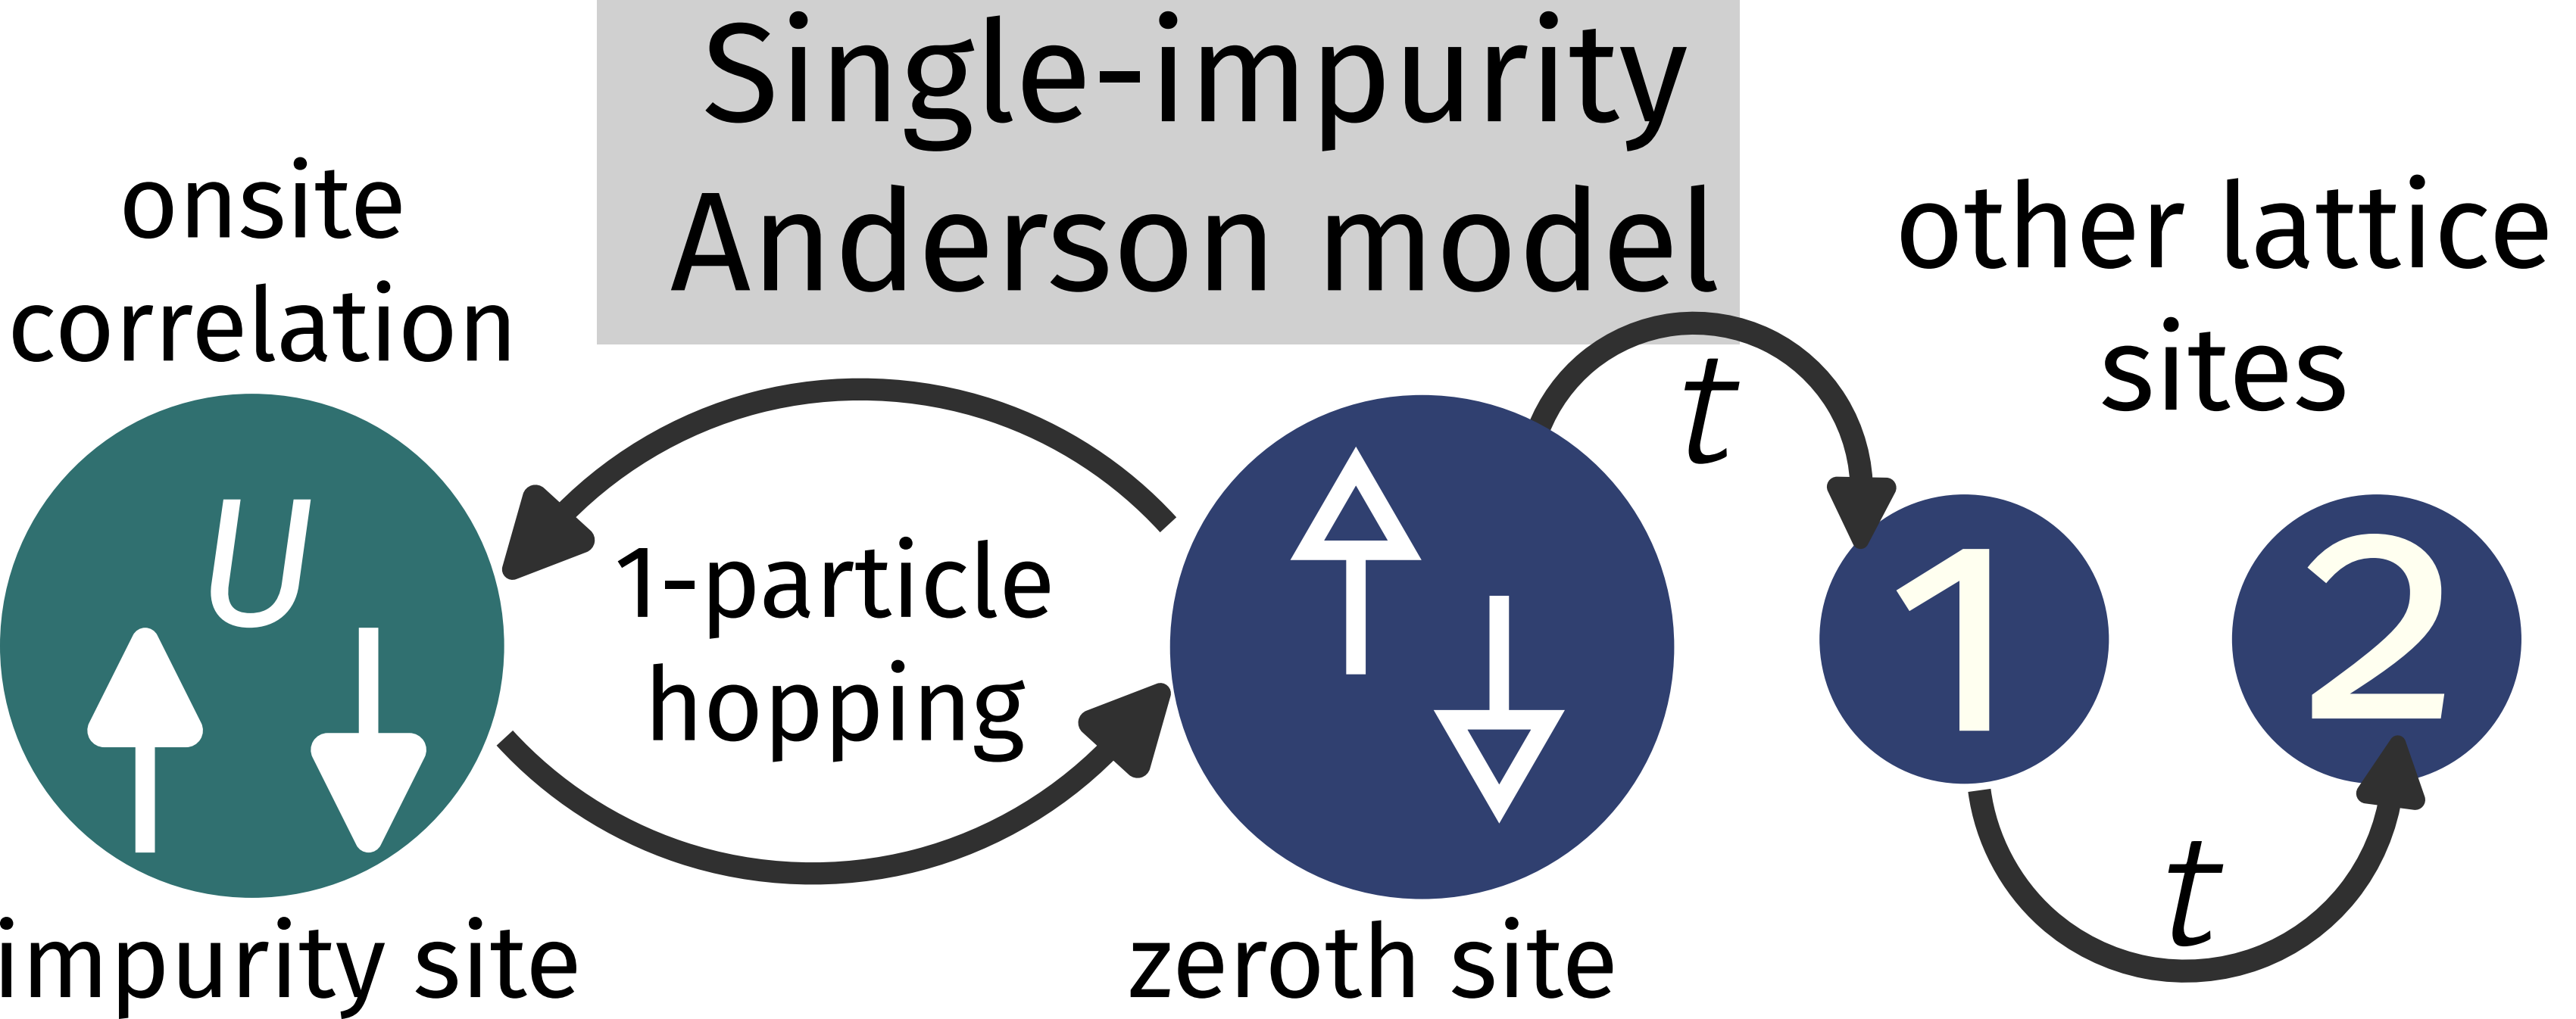 Single-impurity
Anderson model
onsite
correlation
U
impurity site
1-particle
hopping
zeroth site
t
other lattice
sites
1
2
t